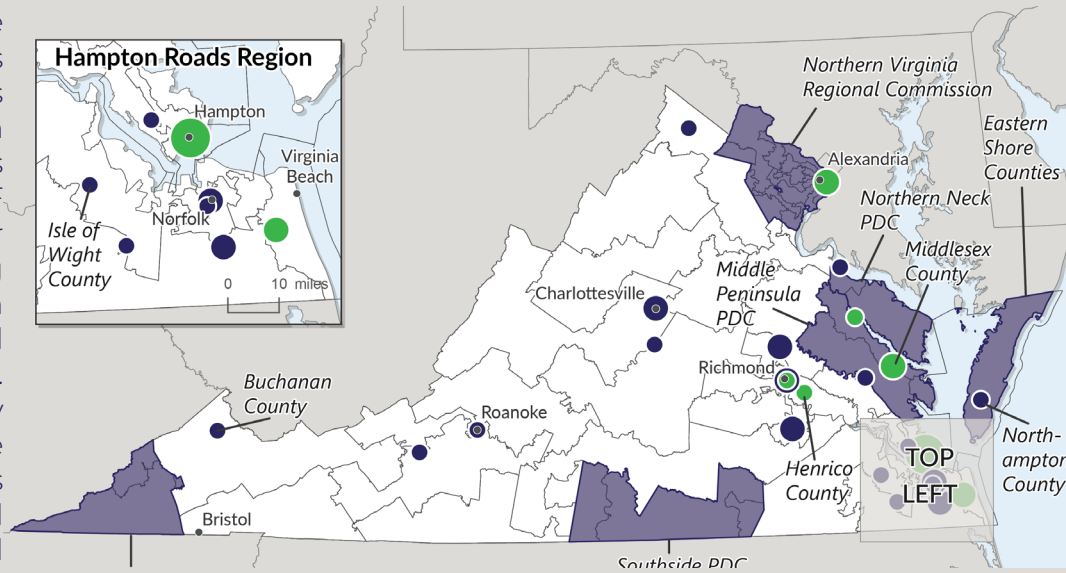 Hampton Roads Region
Hampton
Virginia
Beach
Norfolk
Isle of
Wight
County
0 10 miles
Northern Virginia
Regional Commission
Eastern
Shore
Counties
Alexandria
Northern Neck
PDC
Middlesex
County
Middle
Peninsula
PDC
Charlottesville
Richmond
Buchanan
County
Roanoke
Henrico
County
TOP
LEFT
North-
ampton
County
Bristol
Southside PDC